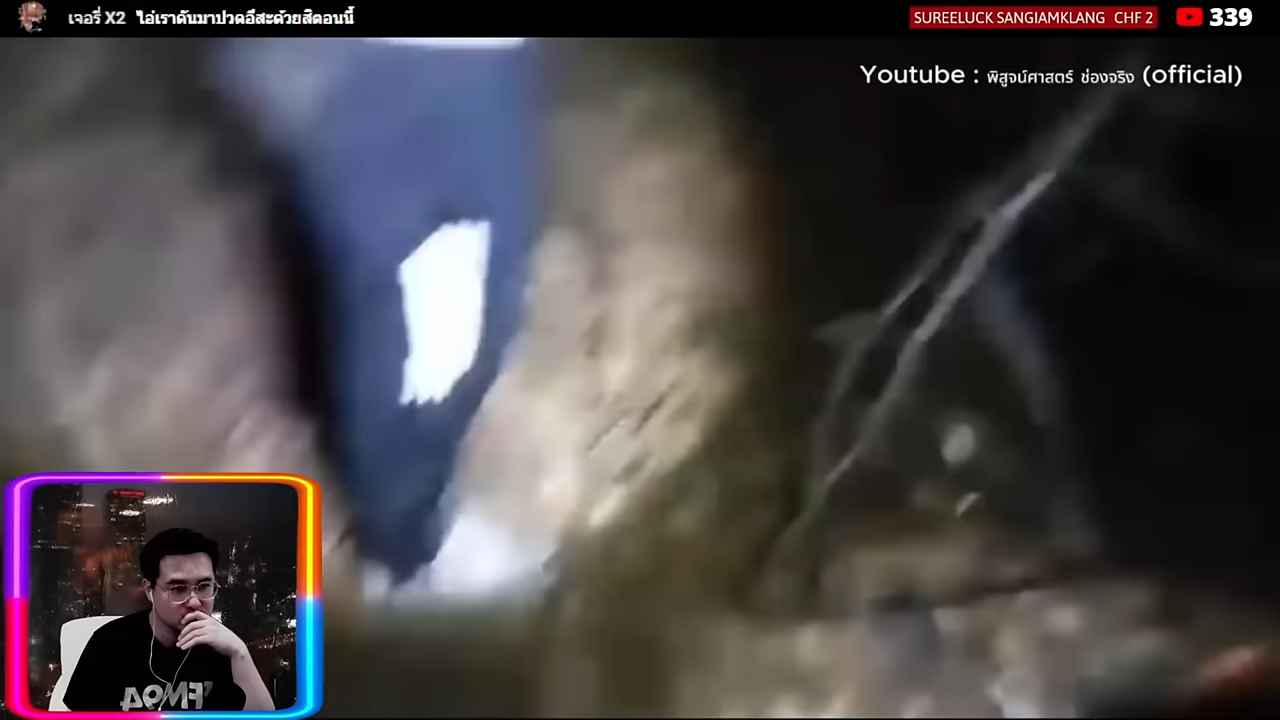 เจอรี่ X2 ไอ่เราดันมาปวดอึสะด้วยสิตอนนี้
SUREELUCK SANGIAMKLANG CHF 2
339
Youtube : พิสูจน์ศาสตร์ ช่องจริง (official)